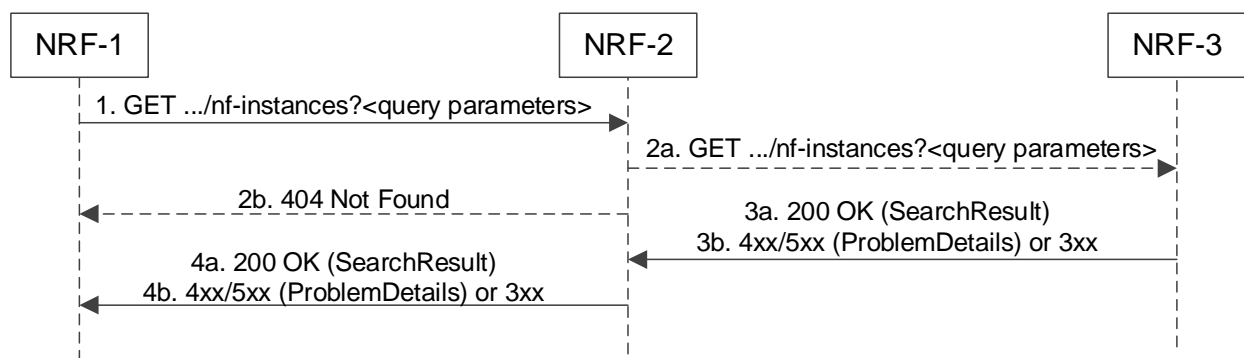 NRF-1
NRF-2
NRF-3
1. GET .../nf-instances?<query parameters>
2a. GET .../nf-instances?<query parameters>
2b. 404 Not Found
3a. 200 OK (SearchResult)
3b. 4xx/5xx (ProblemDetails) or 3xx
4a. 200 OK (SearchResult)
4b. 4xx/5xx (ProblemDetails) or 3xx